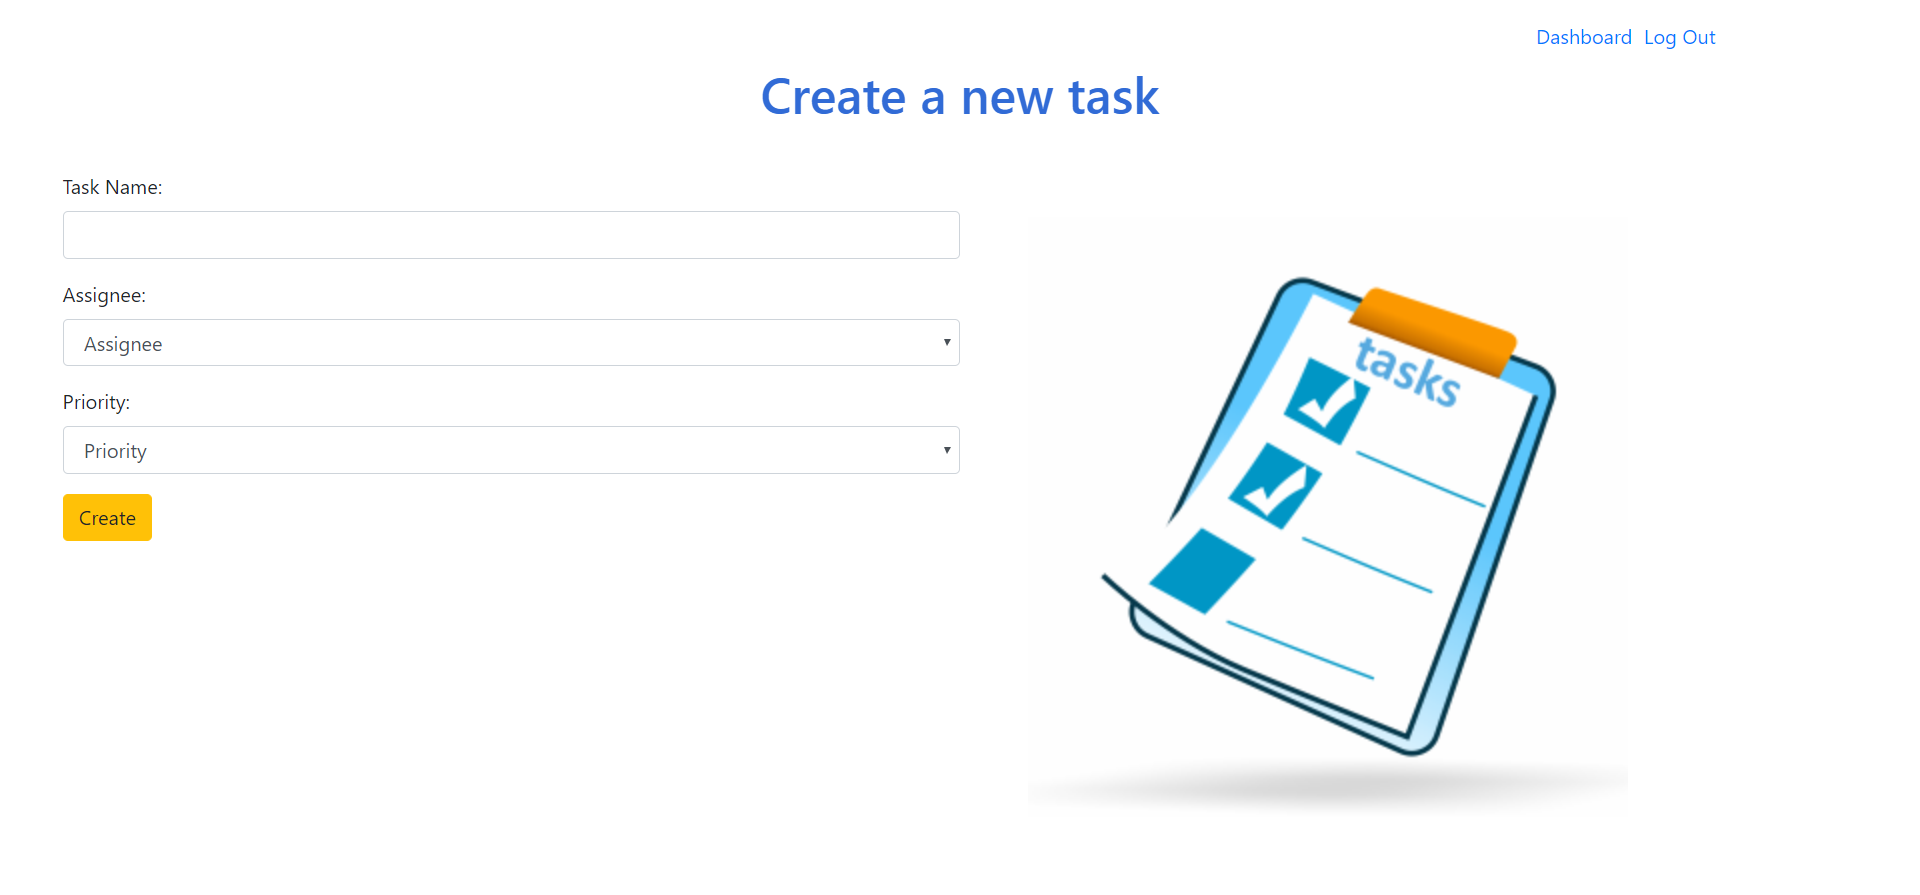 Dashboard Log Out
Create a new task
Task Name:
Assignee:
Assignee
Priority:
Priority
Create
tasks